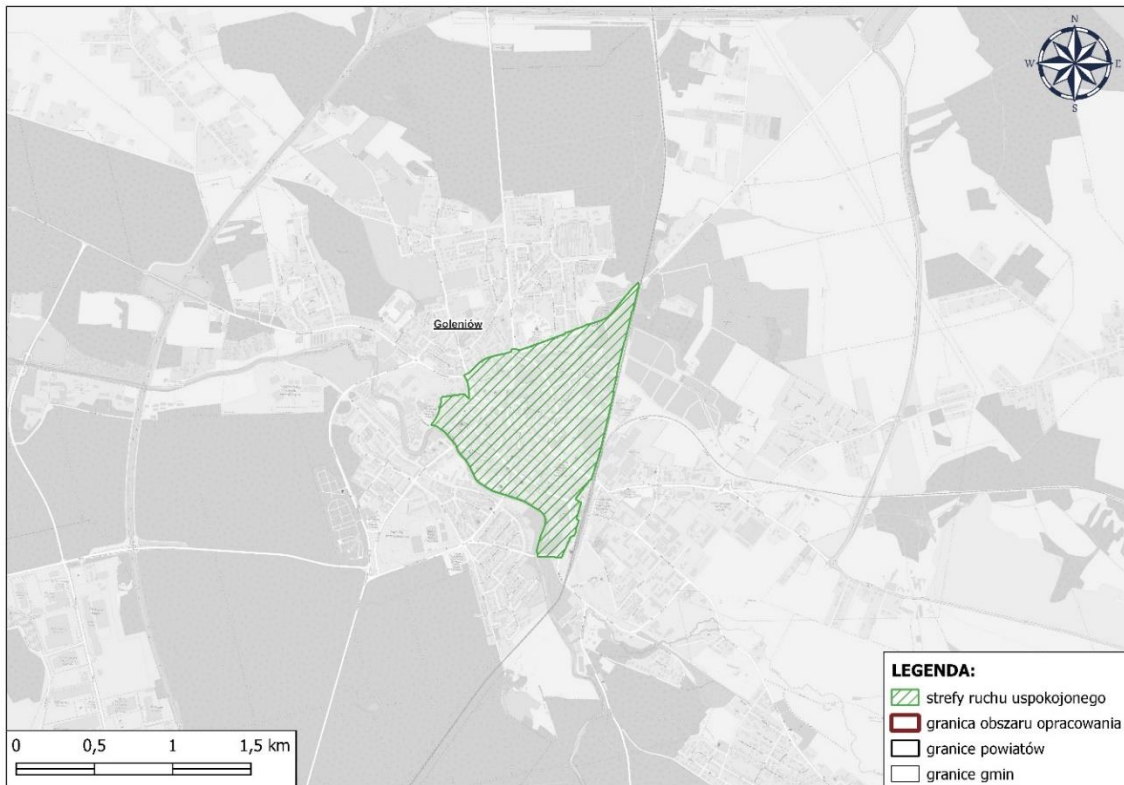 N
W
E
S
Goleniów
LEGENDA:
strefy ruchu uspokojonego
granica obszaru opracowania
granice powiatów
granice gmin
0 0,5 1 1,5 km